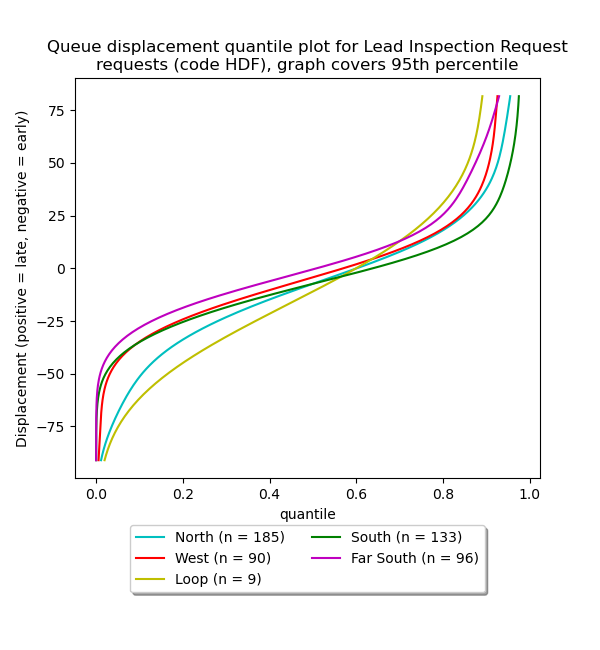 Queue displacement quantile plot for Lead Inspection Request
requests (code HDF), graph covers 95th percentile
Displacement (positive = late, negative = early)
75
50
25
0
−25
−50
−75
0.0 0.2 0.4 0.6 0.8 1.0
quantile
North (n = 185)
West (n = 90)
Loop (n = 9)
South (n = 133)
Far South (n = 96)